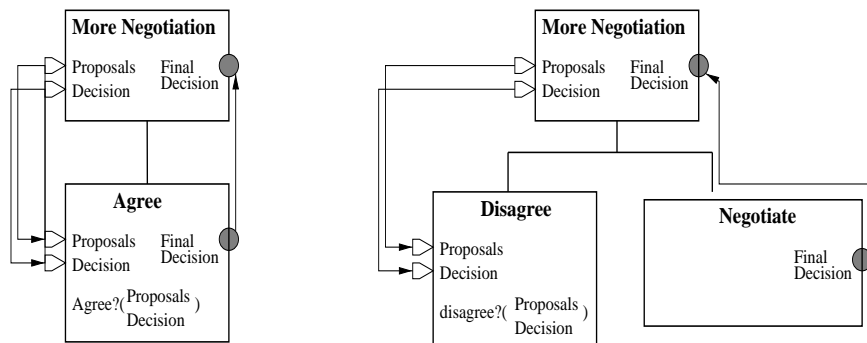 More Negotiation
Proposals Final
Decision Decision
Agree
Proposals Final
Decision Decision
Agree?( Proposals
Decision )
More Negotiation
Proposals Final
Decision Decision
Disagree
Proposals
Decision
disagree?( Proposals
Decision )
Negotiate
Final
Decision